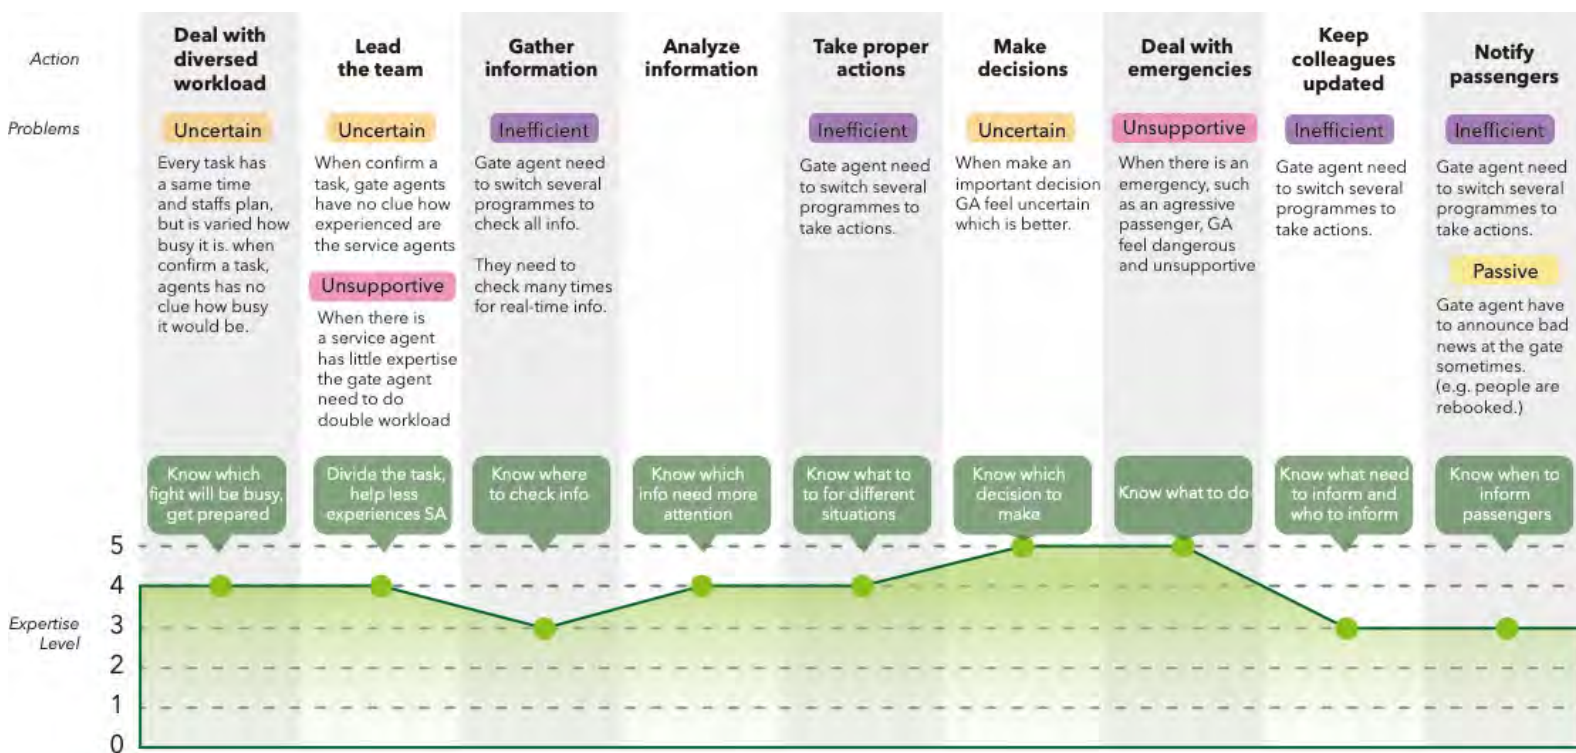 Action
Deal with
diversed
workload
Lead
the team
Gather
information
Analyze
information
Take proper
actions
Make
decisions
Deal with
emergencies
Keep
colleagues
updated
Notify
passengers
Problems
Uncertain
Every task has
a same time
and staffs plan,
but is varied how
busy it is. when
confirm a task,
agents has no
clue how busy
it would be.
Uncertain
When confirm a
task, gate agents
have no clue how
experienced are
the service agents
Unsupportive
When there is
a service agent
has little expertise
the gate agent
need to do
double workload
Inefficient
Gate agent need
to switch several
programmes to
check all info.
They need to
check many times
for real-time info.
Inefficient
Gate agent need
to switch several
programmes to
take actions.
Uncertain
When make an
important decision
GA feel uncertain
which is better.
Unsupportive
When there is an
emergency, such
as an agressive
passenger, GA
feel dangerous
and unsupportive
Inefficient
Gate agent need
to switch several
programmes to
take actions.
Inefficient
Gate agent need
to switch several
programmes to
take actions.
Passive
Gate agent have
to announce bad
news at the gate
sometimes.
(e.g. people are
rebooked.)
Know which
fight will be busy,
get prepared
Divide the task,
help less
experiences SA
Know where
to check info
Know which
info need more
attention
Know what to
to for different
situations
Know which
decision to
make
Know what to do
Know what need
to inform and
who to inform
Know when to
inform
passengers
Expertise
Level
5
4
3
2
1
0